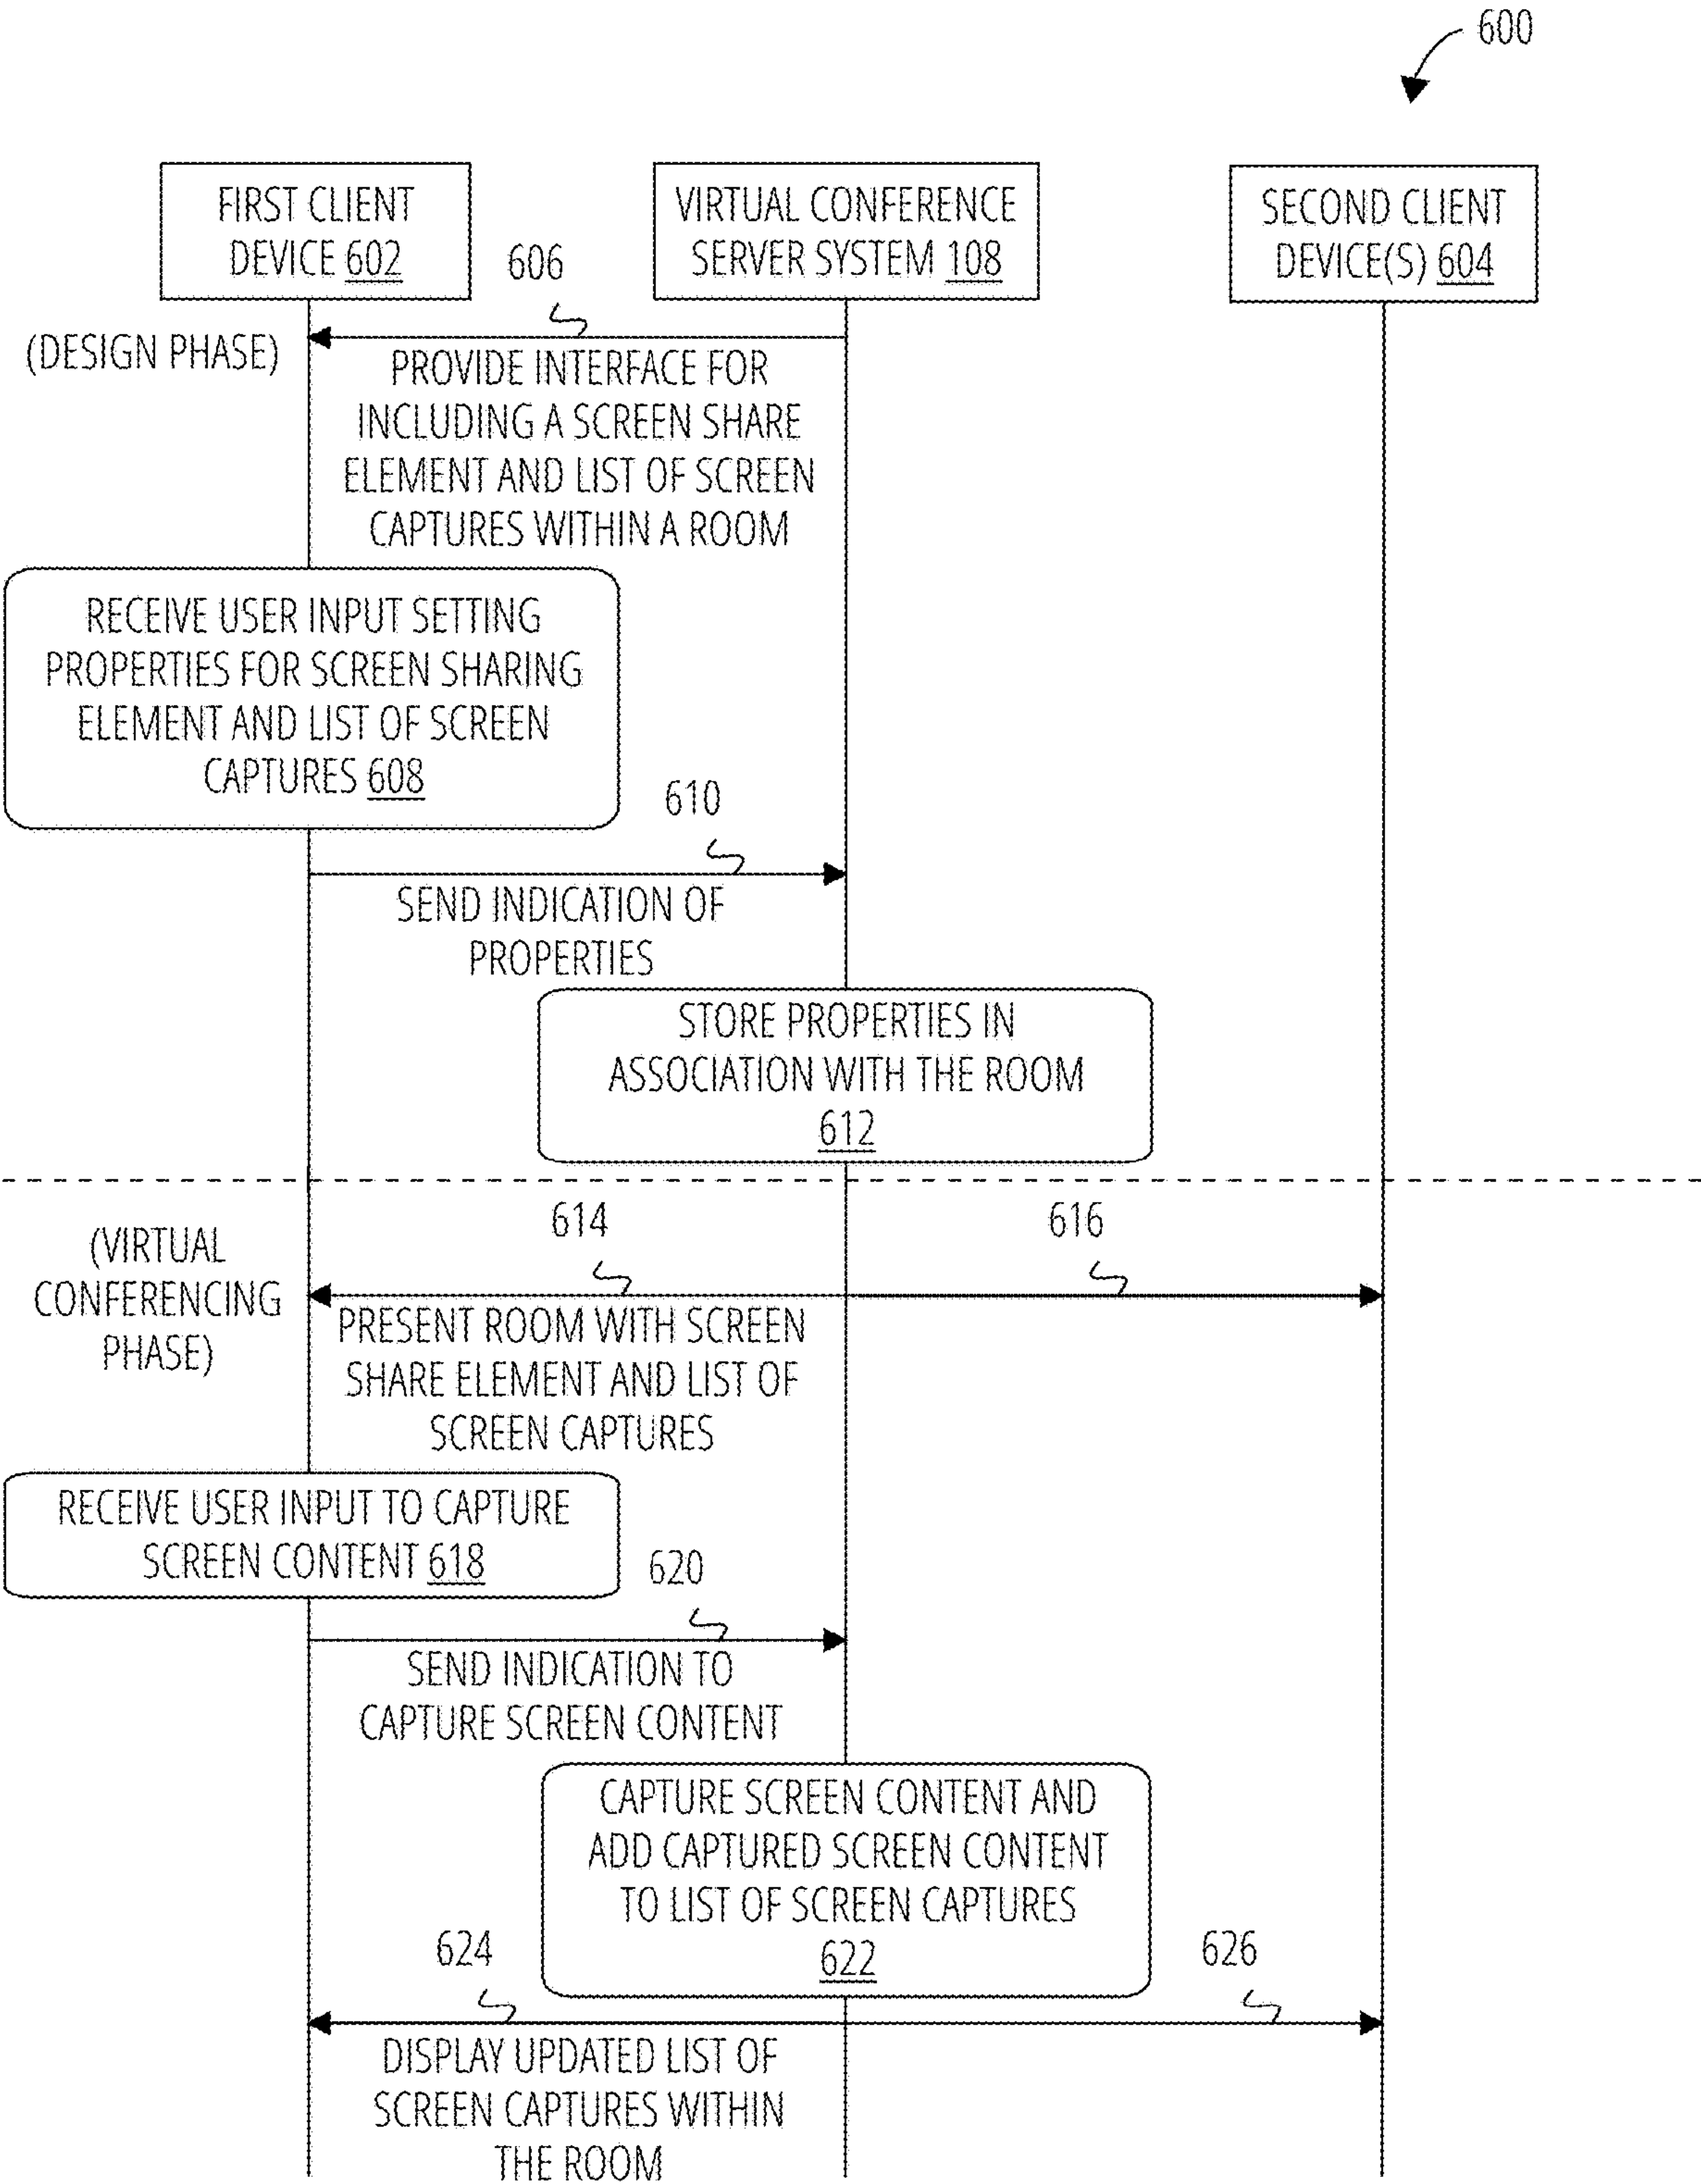 600
FIRST CLIENT
DEVICE 602
VIRTUAL CONFERENCE
SERVER SYSTEM 108
SECOND CLIENT
DEVICE(S) 604
606
(DESIGN PHASE)
PROVIDE INTERFACE FOR
INCLUDING A SCREEN SHARE
ELEMENT AND LIST OF SCREEN
CAPTURES WITHIN A ROOM
RECEIVE USER INPUT SETTING
PROPERTIES FOR SCREEN SHARING
ELEMENT AND LIST OF SCREEN
CAPTURES 608
610
SEND INDICATION OF
PROPERTIES
STORE PROPERTIES IN
ASSOCIATION WITH THE ROOM
612
614
616
(VIRTUAL
CONFERENCING
PHASE)
PRESENT ROOM WITH SCREEN
SHARE ELEMENT AND LIST OF
SCREEN CAPTURES
RECEIVE USER INPUT TO CAPTURE
SCREEN CONTENT 618
620
SEND INDICATION TO
CAPTURE SCREEN CONTENT
CAPTURE SCREEN CONTENT AND
ADD CAPTURED SCREEN CONTENT
TO LIST OF SCREEN CAPTURES
622
624
626
DISPLAY UPDATED LIST OF
SCREEN CAPTURES WITHIN
THE ROOM